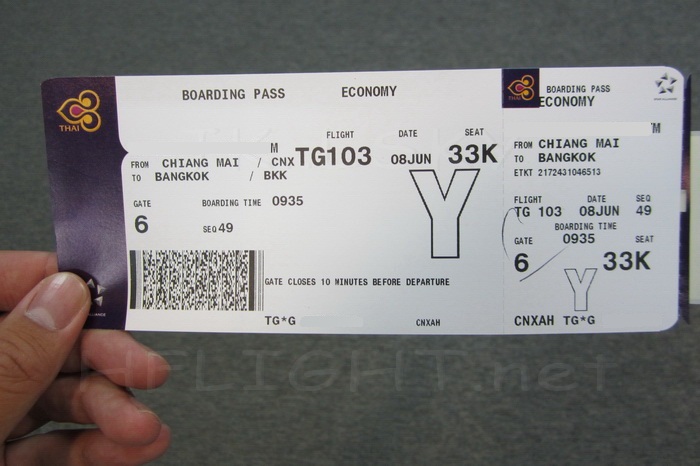 BOARDING PASS ECONOMY
THAI
M
FLIGHT DATE SEAT
FROM CHIANG MAI / CNX TG103 08JUN 33K
TO BANGKOK / BKK
Y
GATE BOARDING TIME 0935
6 SEQ 49
GATE CLOSES 10 MINUTES BEFORE DEPARTURE
TG*G CNXAH
BOARDING PASS
ECONOMY
M
FROM CHIANG MAI
TO BANGKOK
ETKT 2172431046513
FLIGHT DATE SEQ
TG 103 08JUN 49
BOARDING TIME
GATE 0935 SEAT
6 33K
Y
CNXAH TG*G
HFLIGHT.net